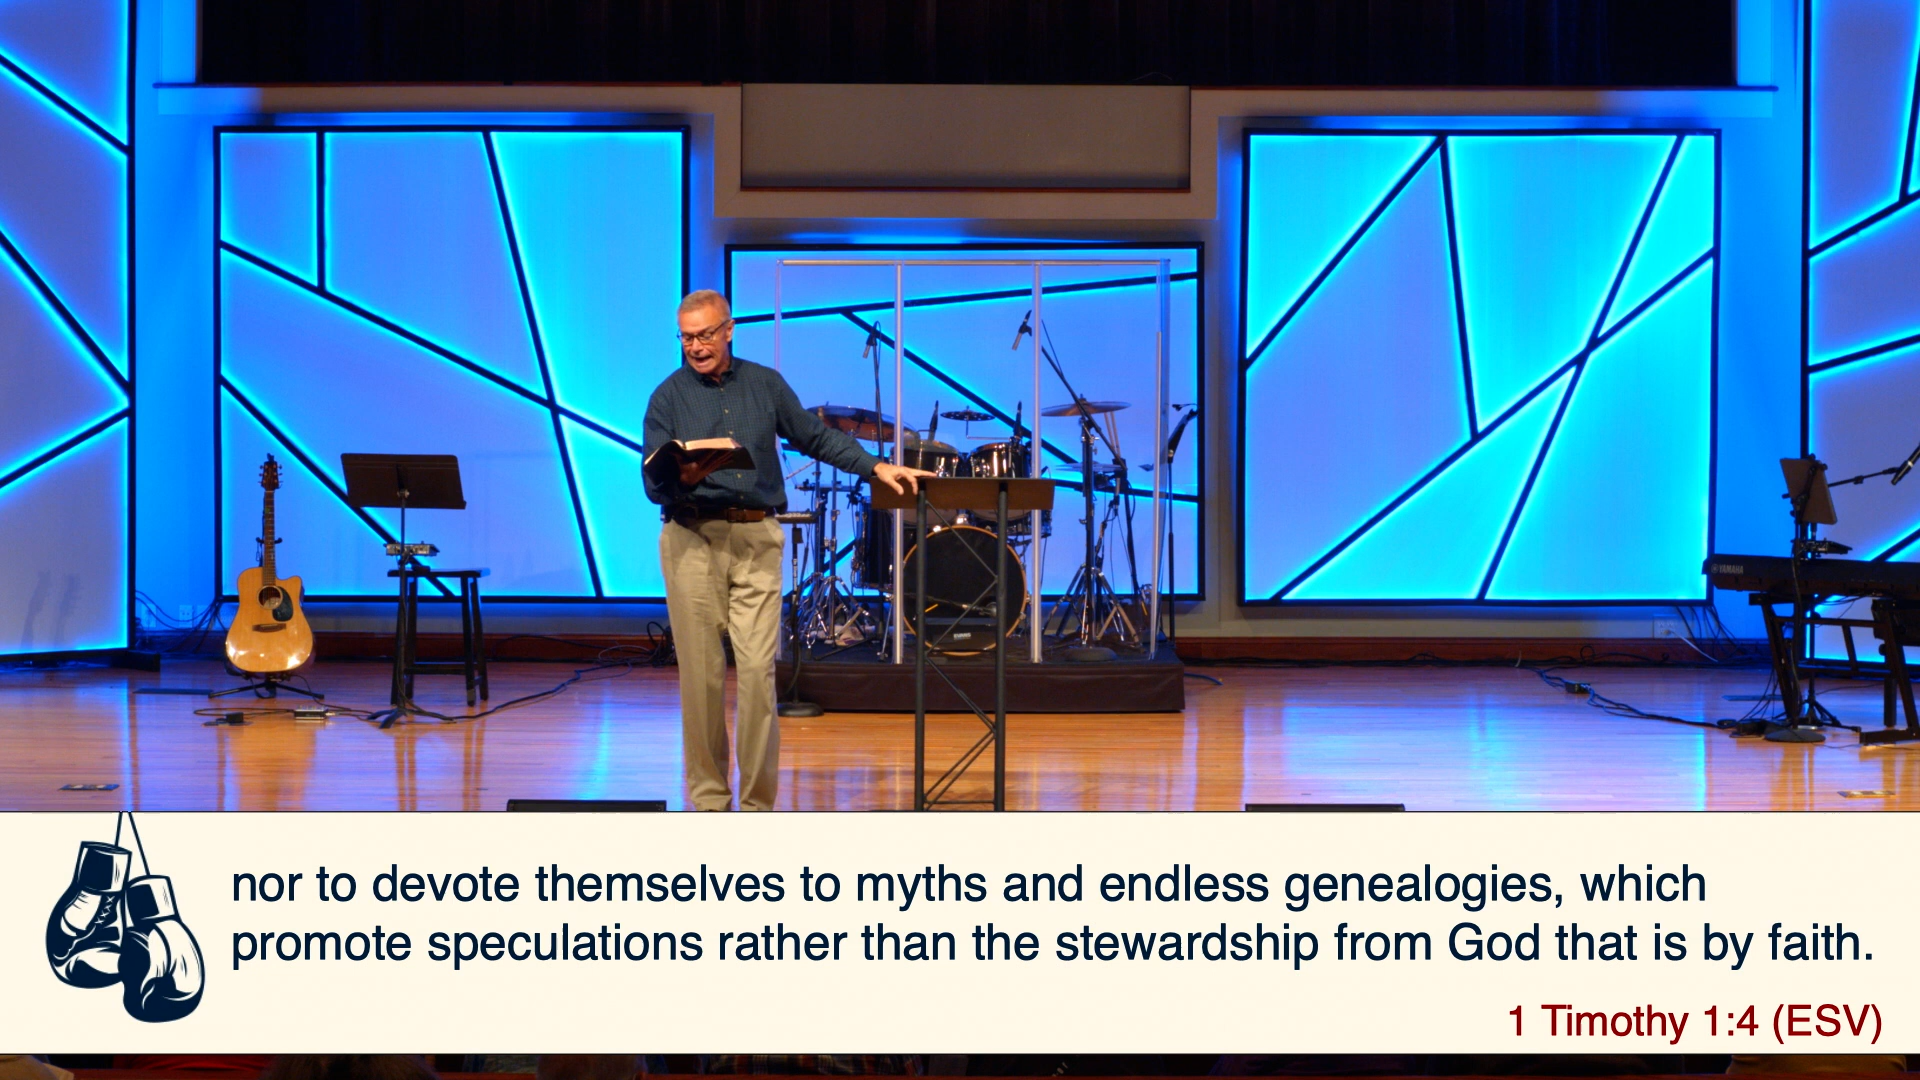 YAMAHA
nor to devote themselves to myths and endless genealogies, which
promote speculations rather than the stewardship from God that is by faith.
1 Timothy 1:4 (ESV)